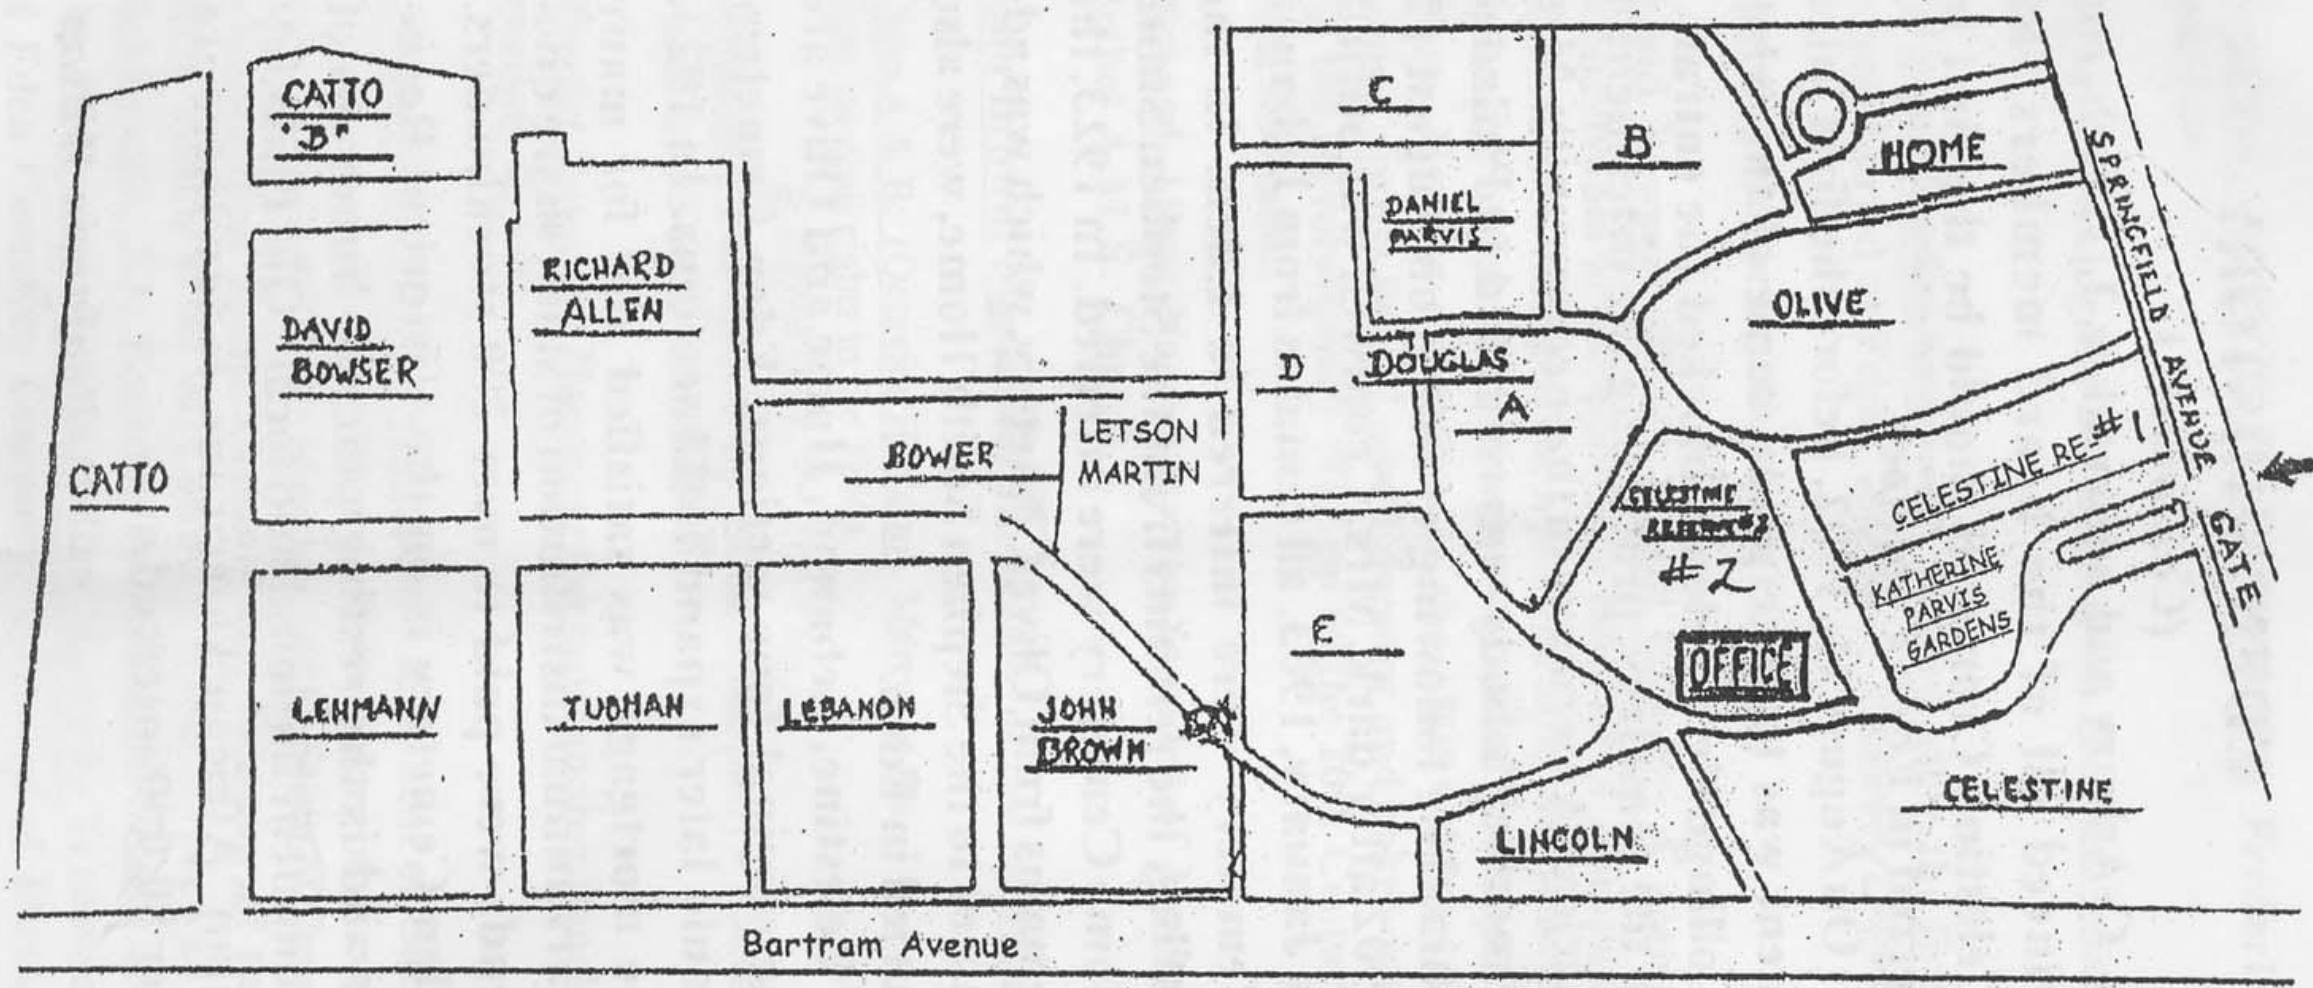 CATTO
"B"
C
B
HOME
SPRINGFIELD AVENUE
DANIEL
PARVIS
RICHARD
ALLEN
OLIVE
DAVID
BOWSER
D
DOUGLAS
A
CATTO
BOWER
LETSON
MARTIN
CELESTINE RE-#1
CELESTINE
#2
GATE
KATHERINE
PARVIS
GARDENS
E
OFFICE
LEHMANN
TUBMAN
LEBANON
JOHN
BROWN
LINCOLN
CELESTINE
Bartram Avenue